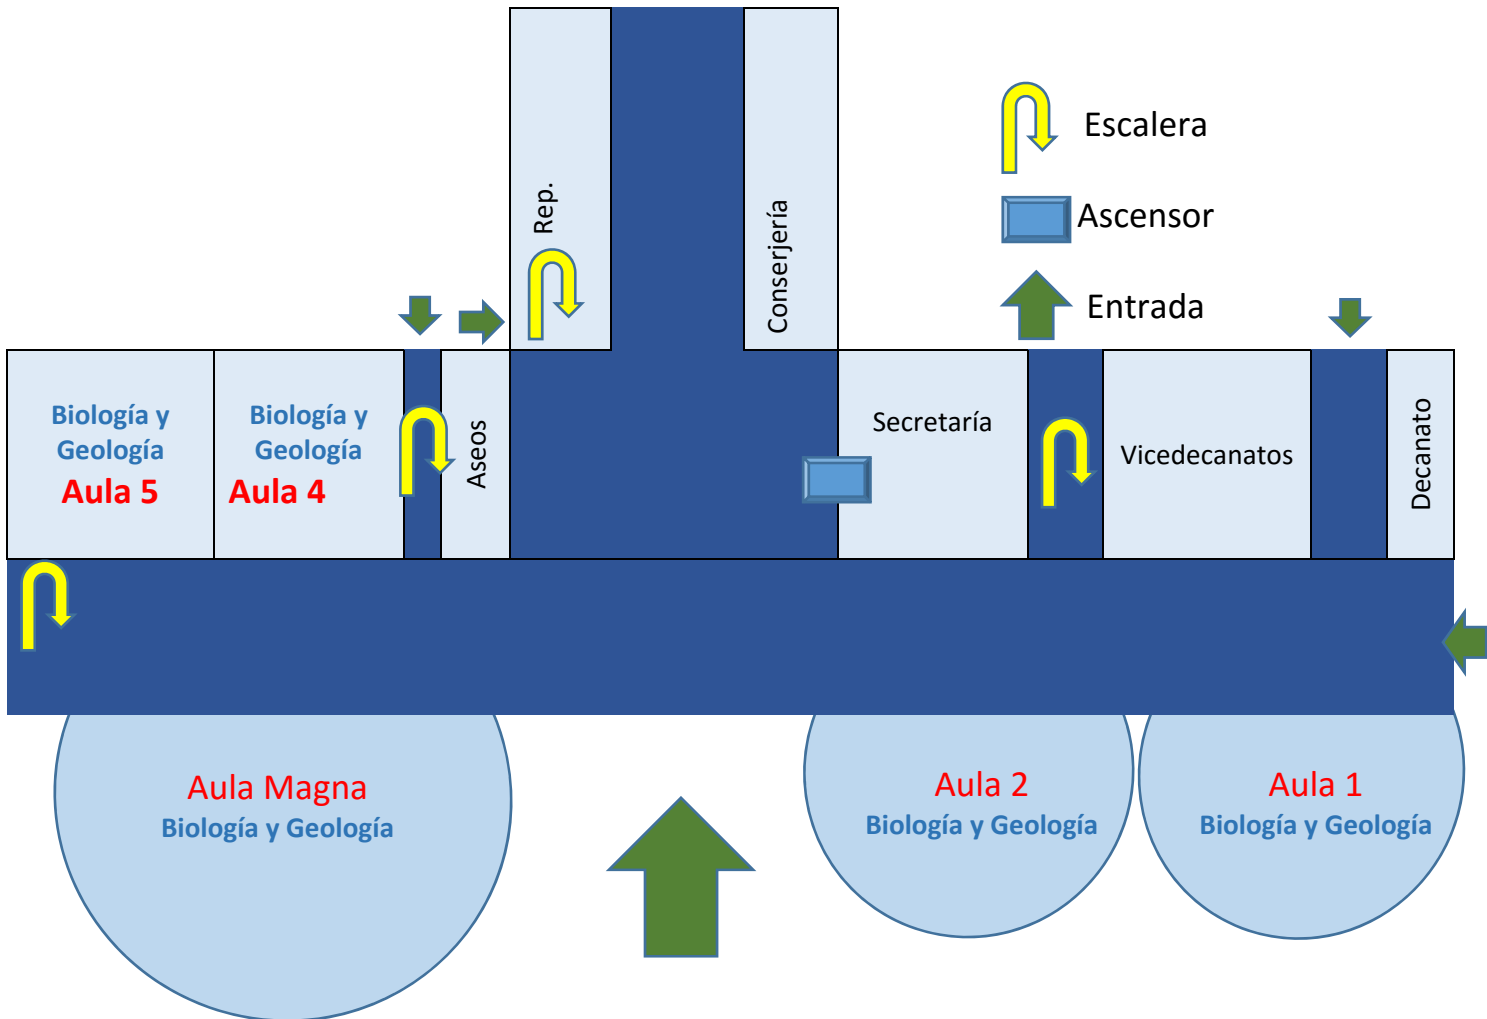 Escalera
Ascensor
Entrada
Rep.
Conserjería
Biología y
Geología
Aula 5
Biología y
Geología
Aula 4
Aseos
Secretaría
Vicedecanatos
Decanato
Aula Magna
Biología y Geología
Aula 2
Biología y Geología
Aula 1
Biología y Geología